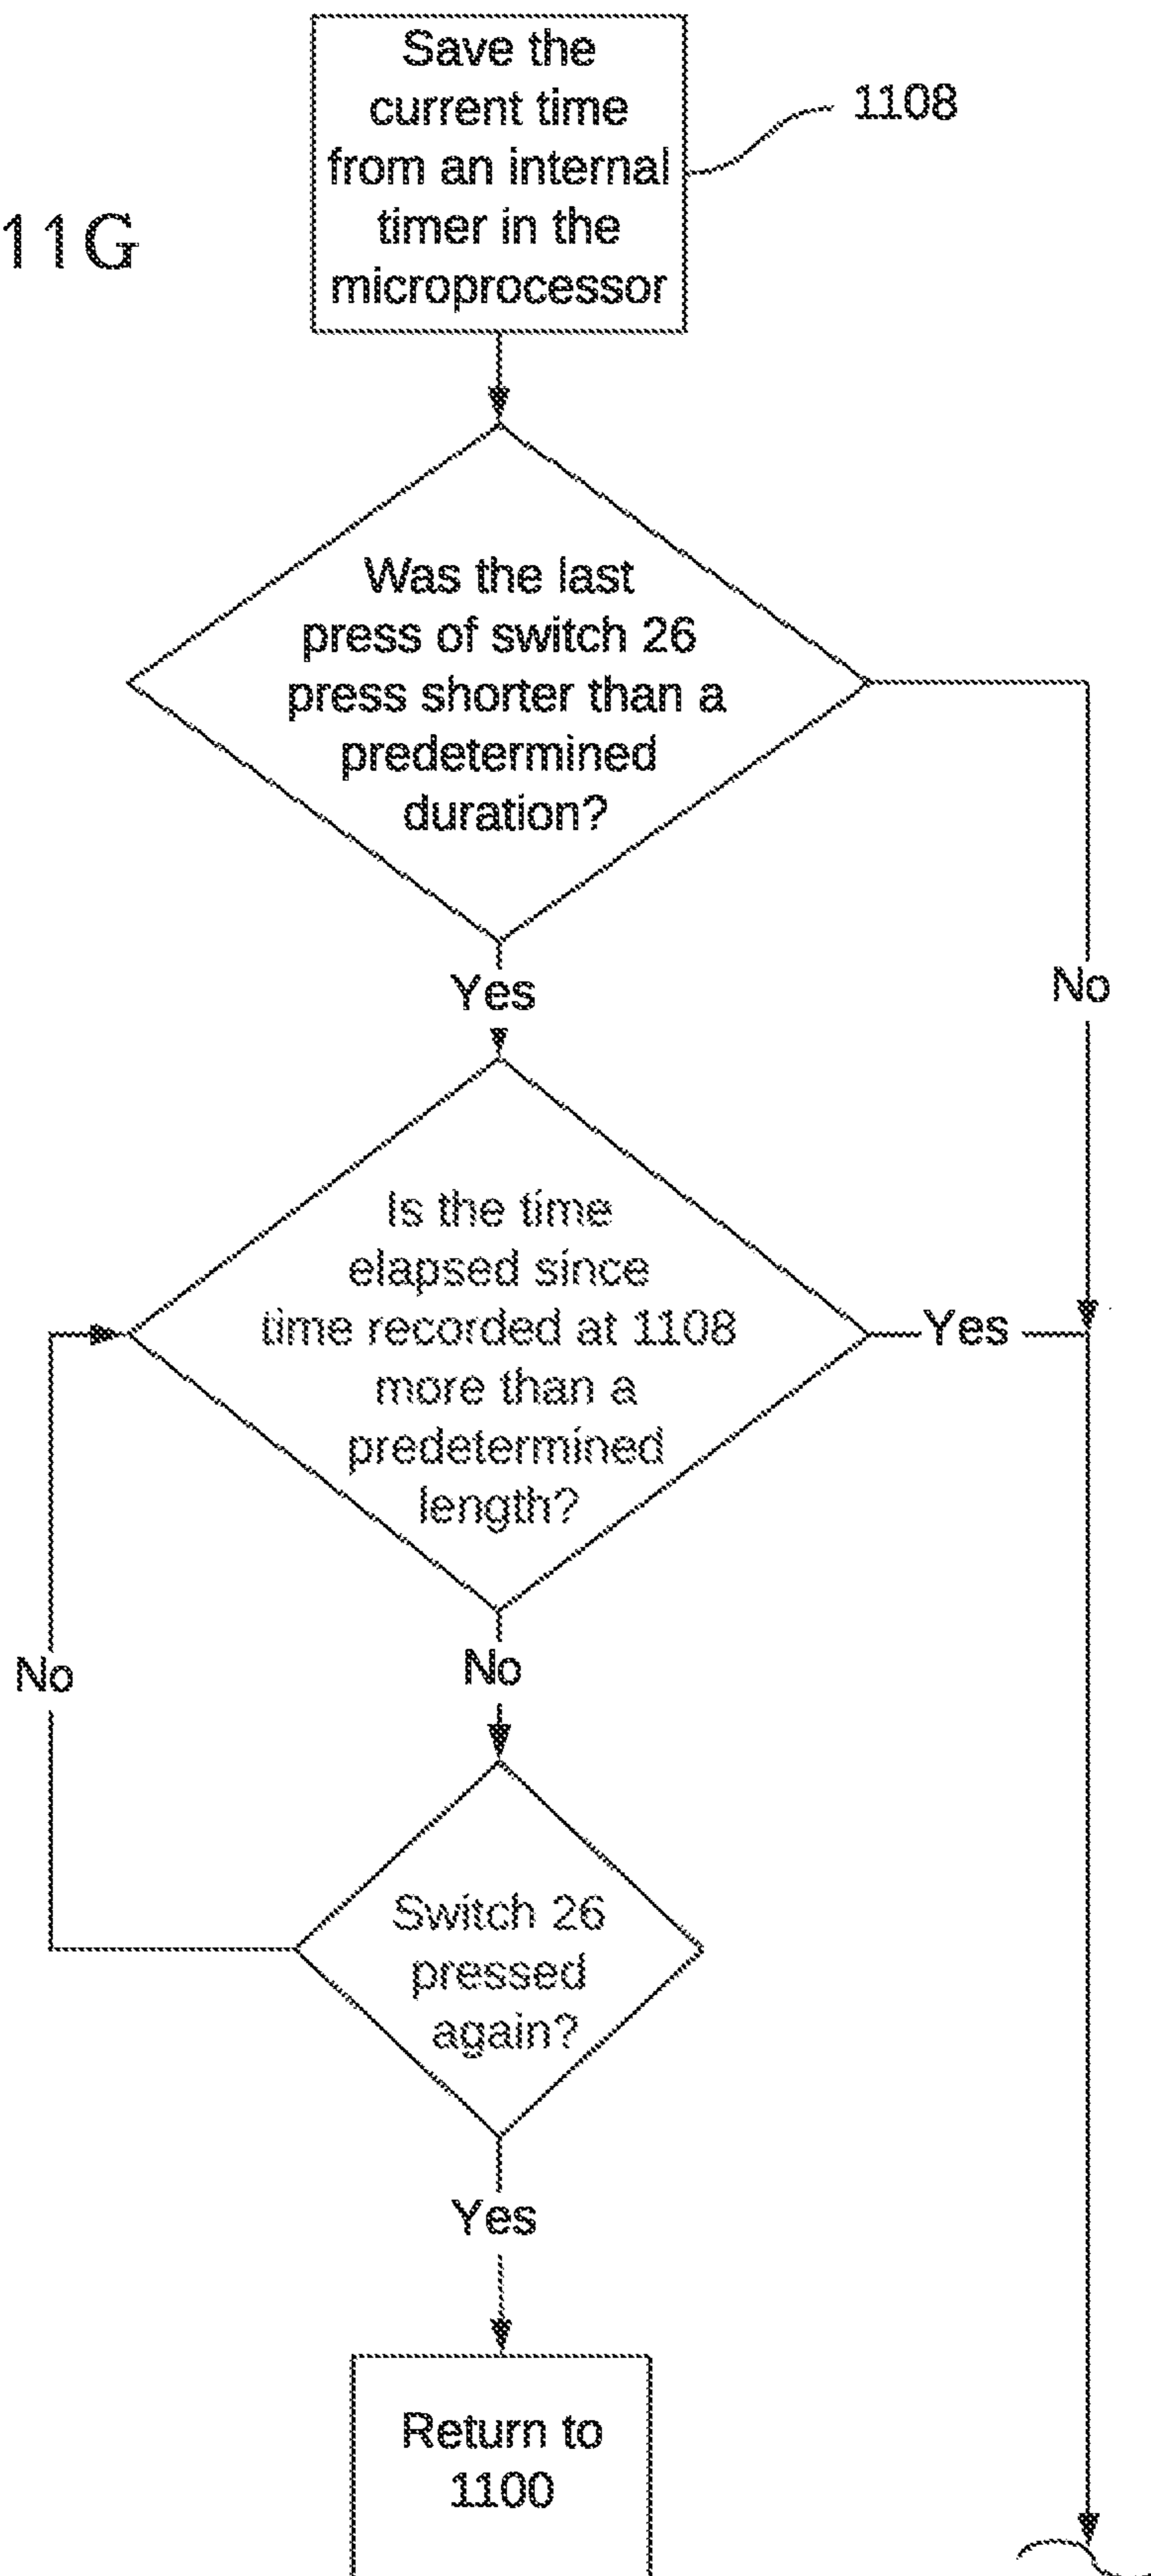 Save the
current time
from an internal
timer in the
microprocessor
1108
11G
Was the last
press of switch 26
press shorter than a
predetermined
duration?
Yes
No
Is the time
elapsed since
time recorded at 1108
more than a
predetermined
length?
Yes
No
No
Switch 26
pressed
again?
Yes
Return to
1100